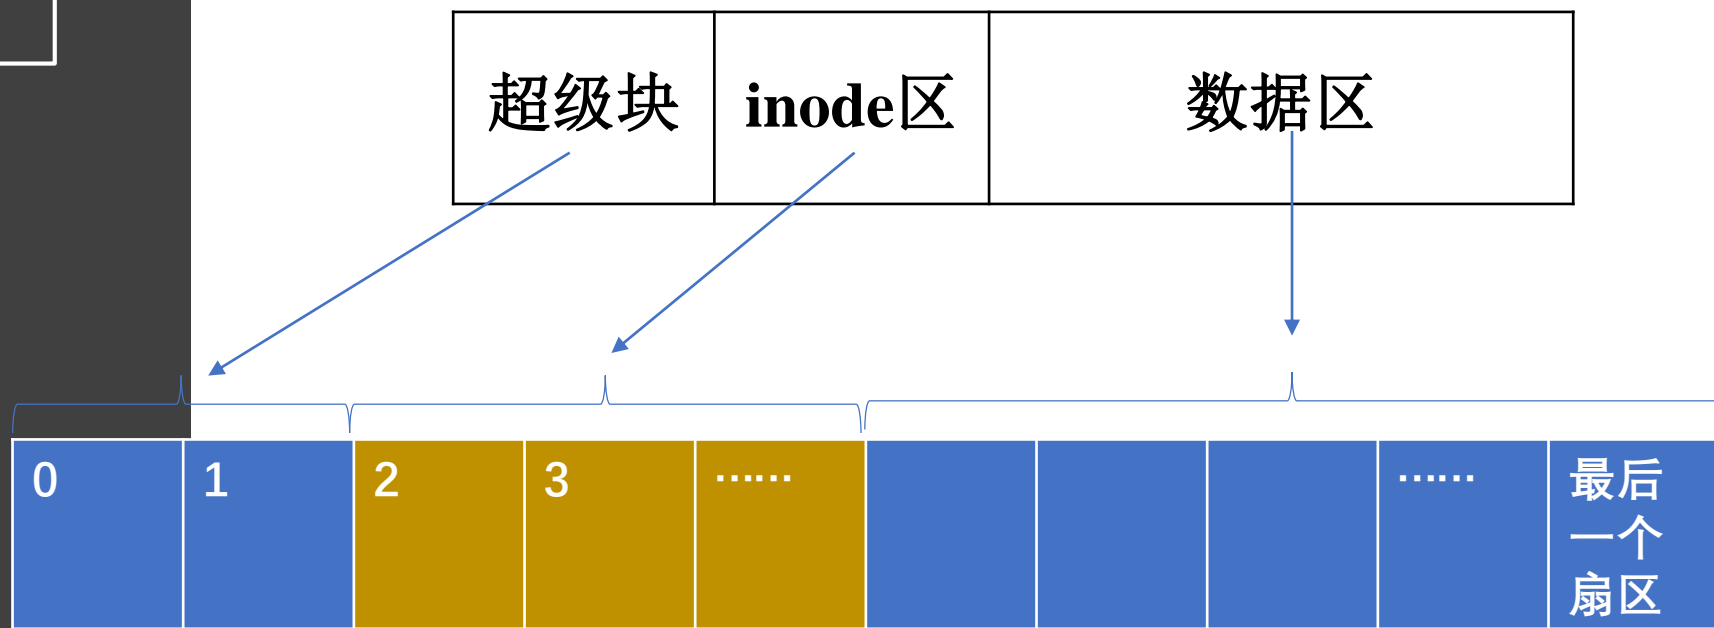 超级块 inode区 数据区
0 1 2 3 …… …… 最后
一个
扇区